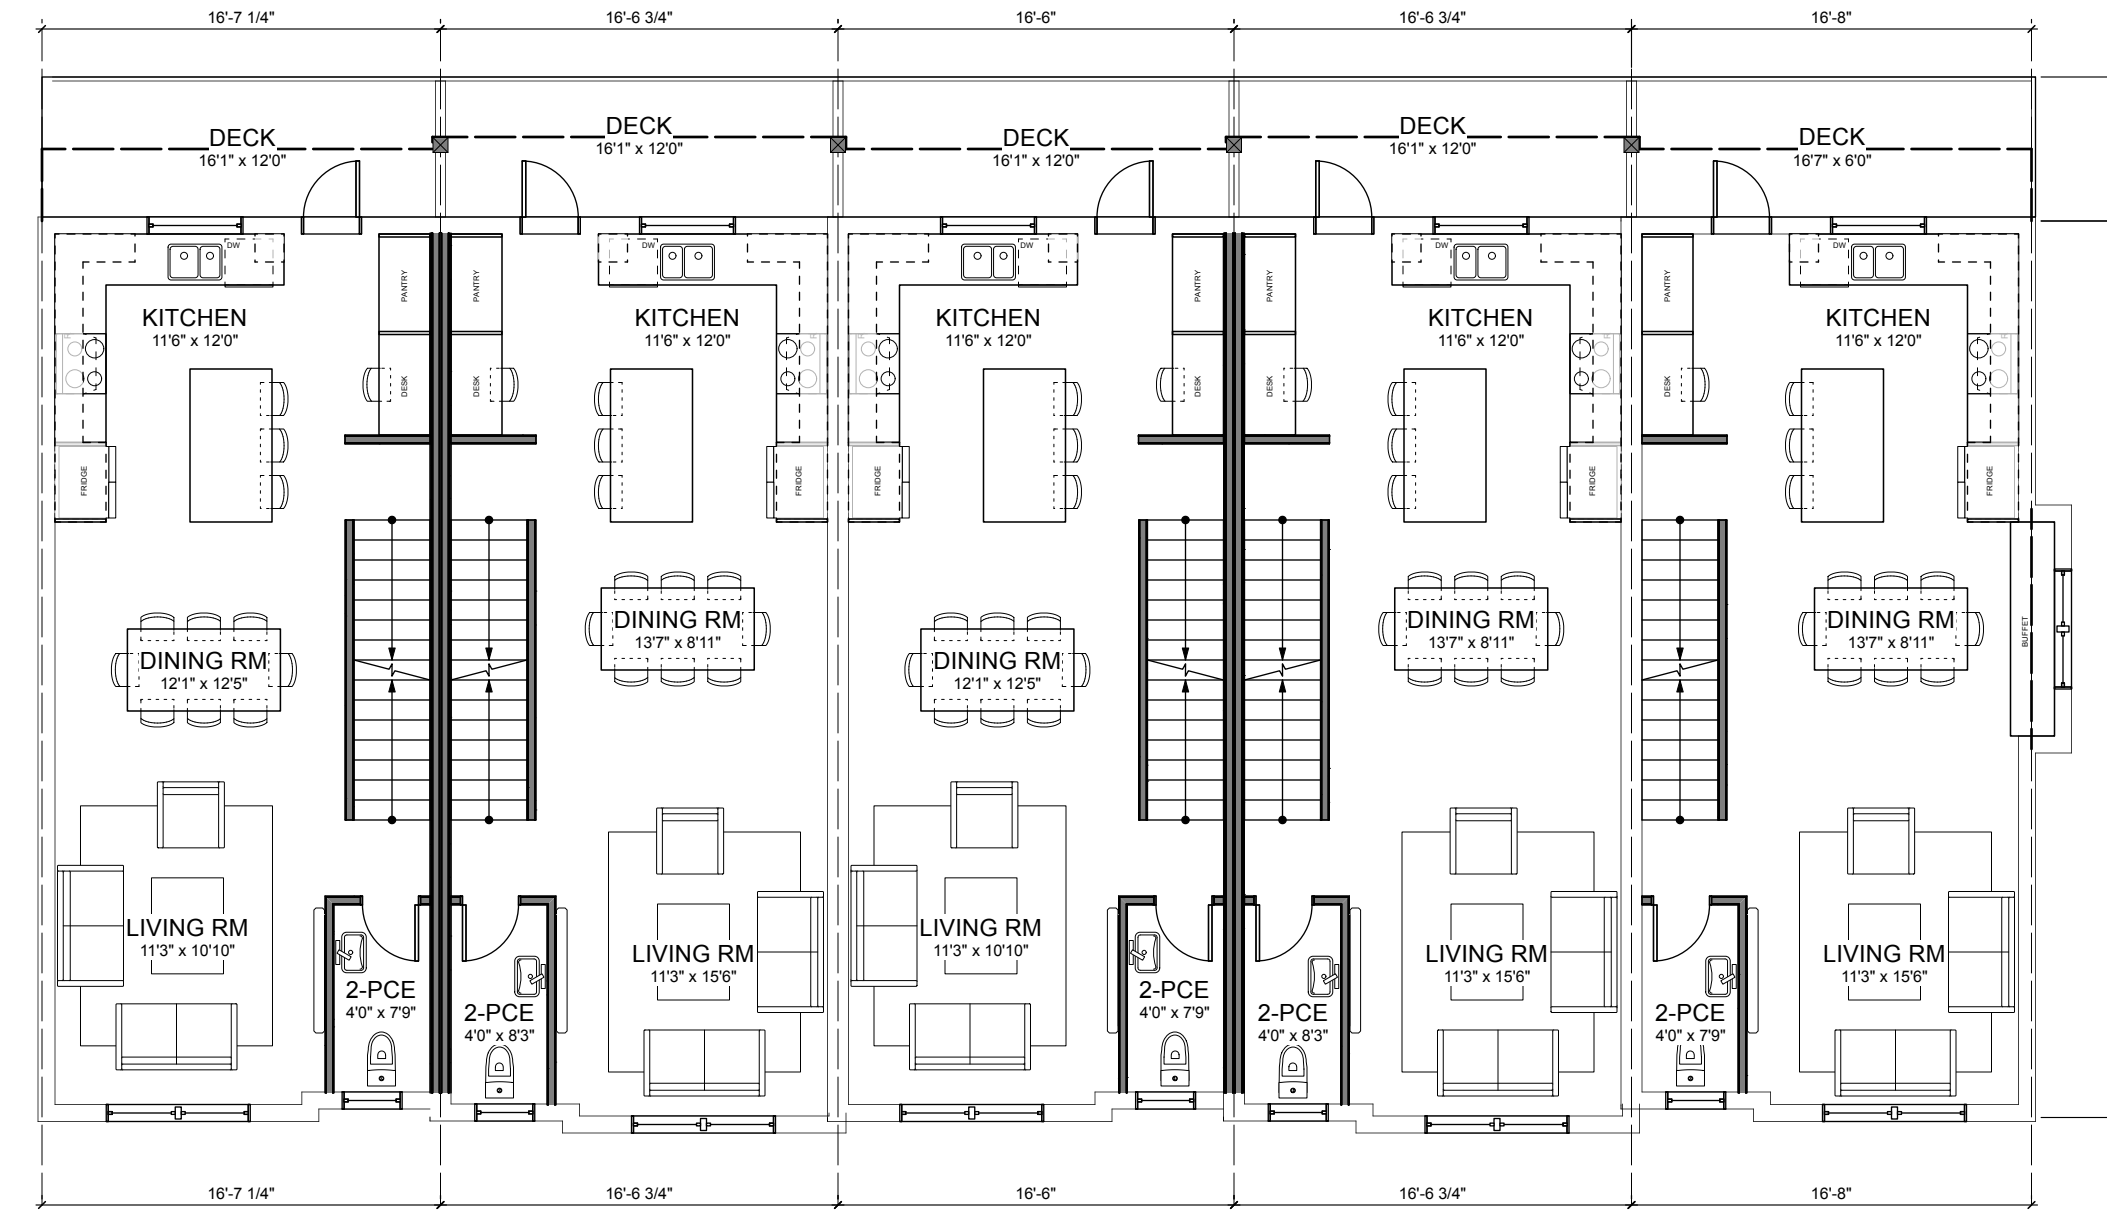 16'-7 1/4" 16'-6 3/4" 16'-6" 16'-6 3/4" 16'-8"
DECK DECK DECK DECK DECK
16'1" x 12'0" 16'1" x 12'0" 16'1" x 12'0" 16'1" x 12'0" 16'7" x 6'0"
DW DW DW DW DW
PANTRY PANTRY PANTRY PANTRY PANTRY
KITCHEN KITCHEN KITCHEN KITCHEN KITCHEN
11'6" x 12'0" 11'6" x 12'0" 11'6" x 12'0" 11'6" x 12'0" 11'6" x 12'0"
DESK DESK DESK DESK DESK
FRIDGE FRIDGE FRIDGE FRIDGE FRIDGE
DINING RM DINING RM DINING RM
13'7" x 8'11" 13'7" x 8'11" 13'7" x 8'11"
BUFFET
DINING RM DINING RM
12'1" x 12'5" 12'1" x 12'5"
LIVING RM LIVING RM
11'3" x 10'10" 11'3" x 10'10"
LIVING RM LIVING RM LIVING RM
11'3" x 15'6" 11'3" x 15'6" 11'3" x 15'6"
2-PCE 2-PCE
4'0" x 7'9" 4'0" x 7'9"
2-PCE 2-PCE 2-PCE
4'0" x 8'3" 4'0" x 8'3" 4'0" x 7'9"
16'-7 1/4" 16'-6 3/4" 16'-6" 16'-6 3/4" 16'-8"